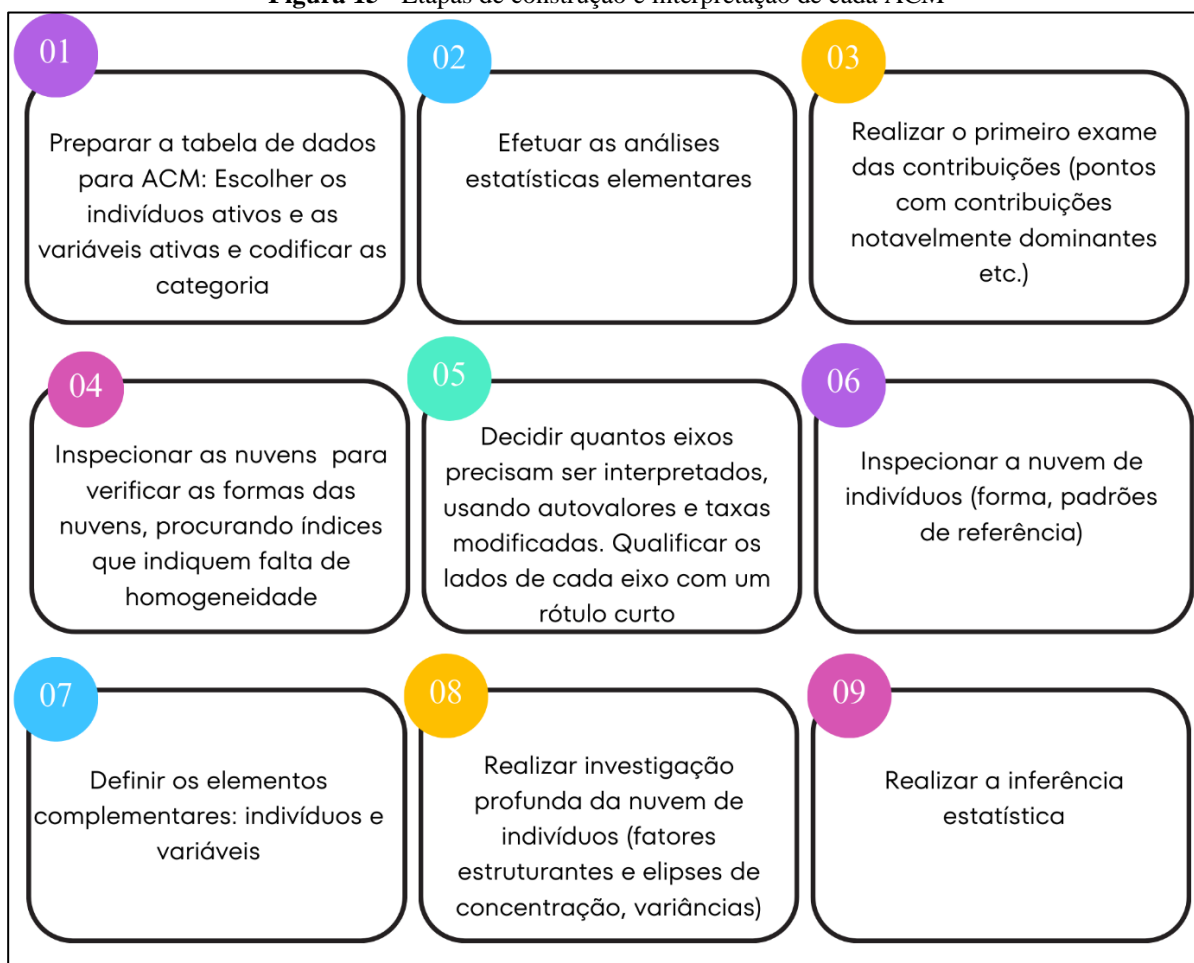 Figura 15 - Etapas de construção e interpretação de cada ACM
01
Preparar a tabela de dados
para ACM: Escolher os
indivíduos ativos e as
variáveis ativas e codificar as
categoria
02
Efetuar as análises
estatísticas elementares
03
Realizar o primeiro exame
das contribuições (pontos
com contribuições
notavelmente dominantes
etc.)
04
Inspecionar as nuvens para
verificar as formas das
nuvens, procurando índices
que indiquem falta de
homogeneidade
05
Decidir quantos eixos
precisam ser interpretados,
usando autovalores e taxas
modificadas. Qualificar os
lados de cada eixo com um
rótulo curto
06
Inspecionar a nuvem de
indivíduos (forma, padrões
de referência)
07
Definir os elementos
complementares: indivíduos e
variáveis
08
Realizar investigação
profunda da nuvem de
indivíduos (fatores
estruturantes e elipses de
concentração, variâncias)
09
Realizar a inferência
estatística